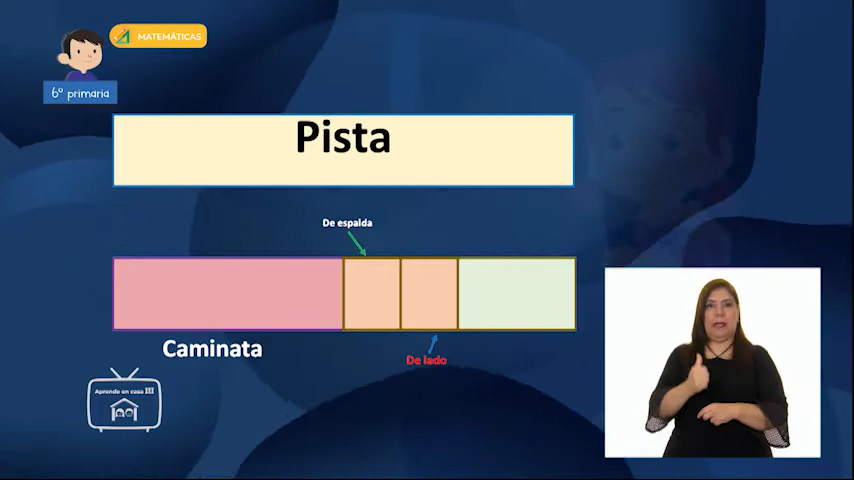 MATEMÁTICAS
6º primaria
Pista
De espalda
Caminata
De lado
Aprende en casa III